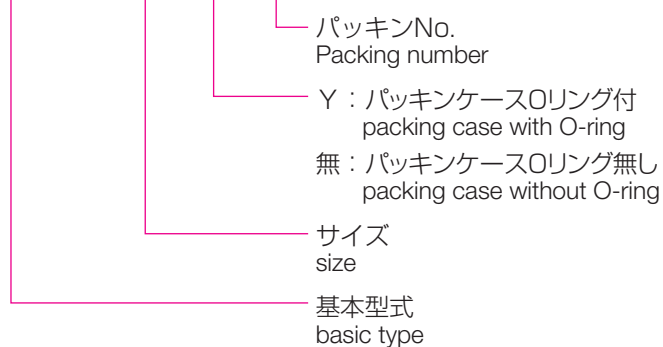 パッキンNo.
Packing number
Y：パッキンケースOリング付
packing case with O-ring
無：パッキンケースOリング無し
packing case without O-ring
サイズ
size
基本型式
basic type